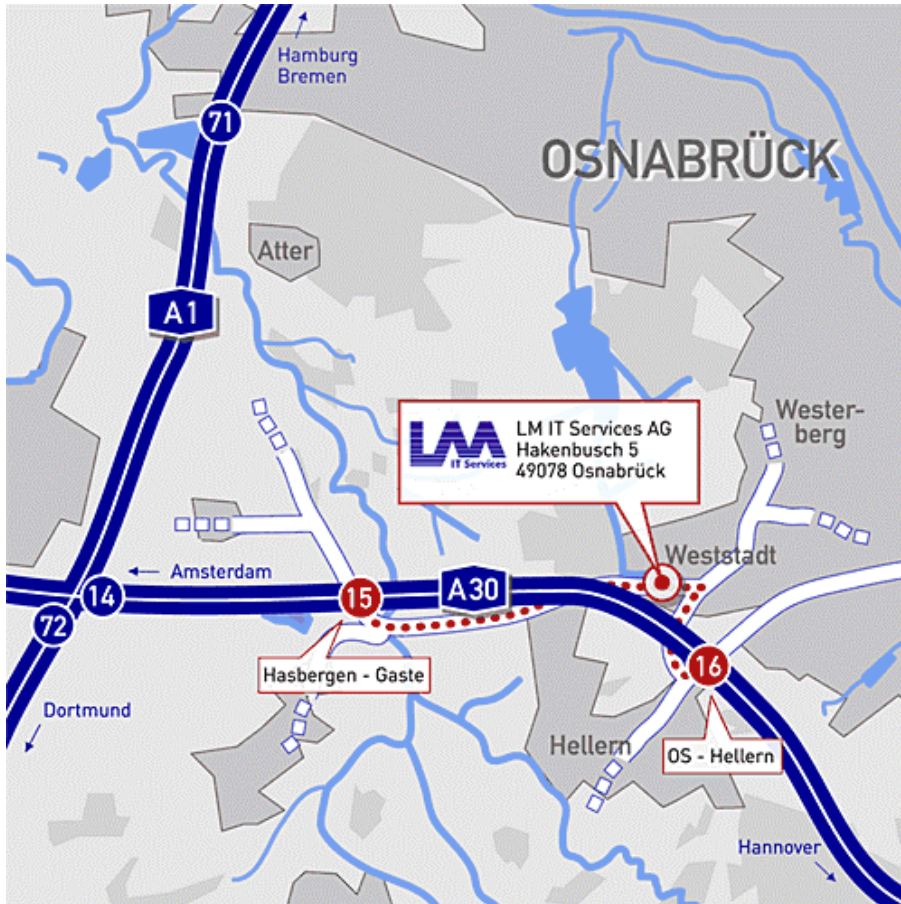 Hamburg
Bremen
71
OSNABRÜCK
Atter
A1
LM
IT Services
LM IT Services AG
Hakenbusch 5
49078 Osnabrück
Wester-
berg
Weststadt
Amsterdam
14
15
A30
72
16
Hasbergen - Gaste
Dortmund
Hellern
OS - Hellern
Hannover